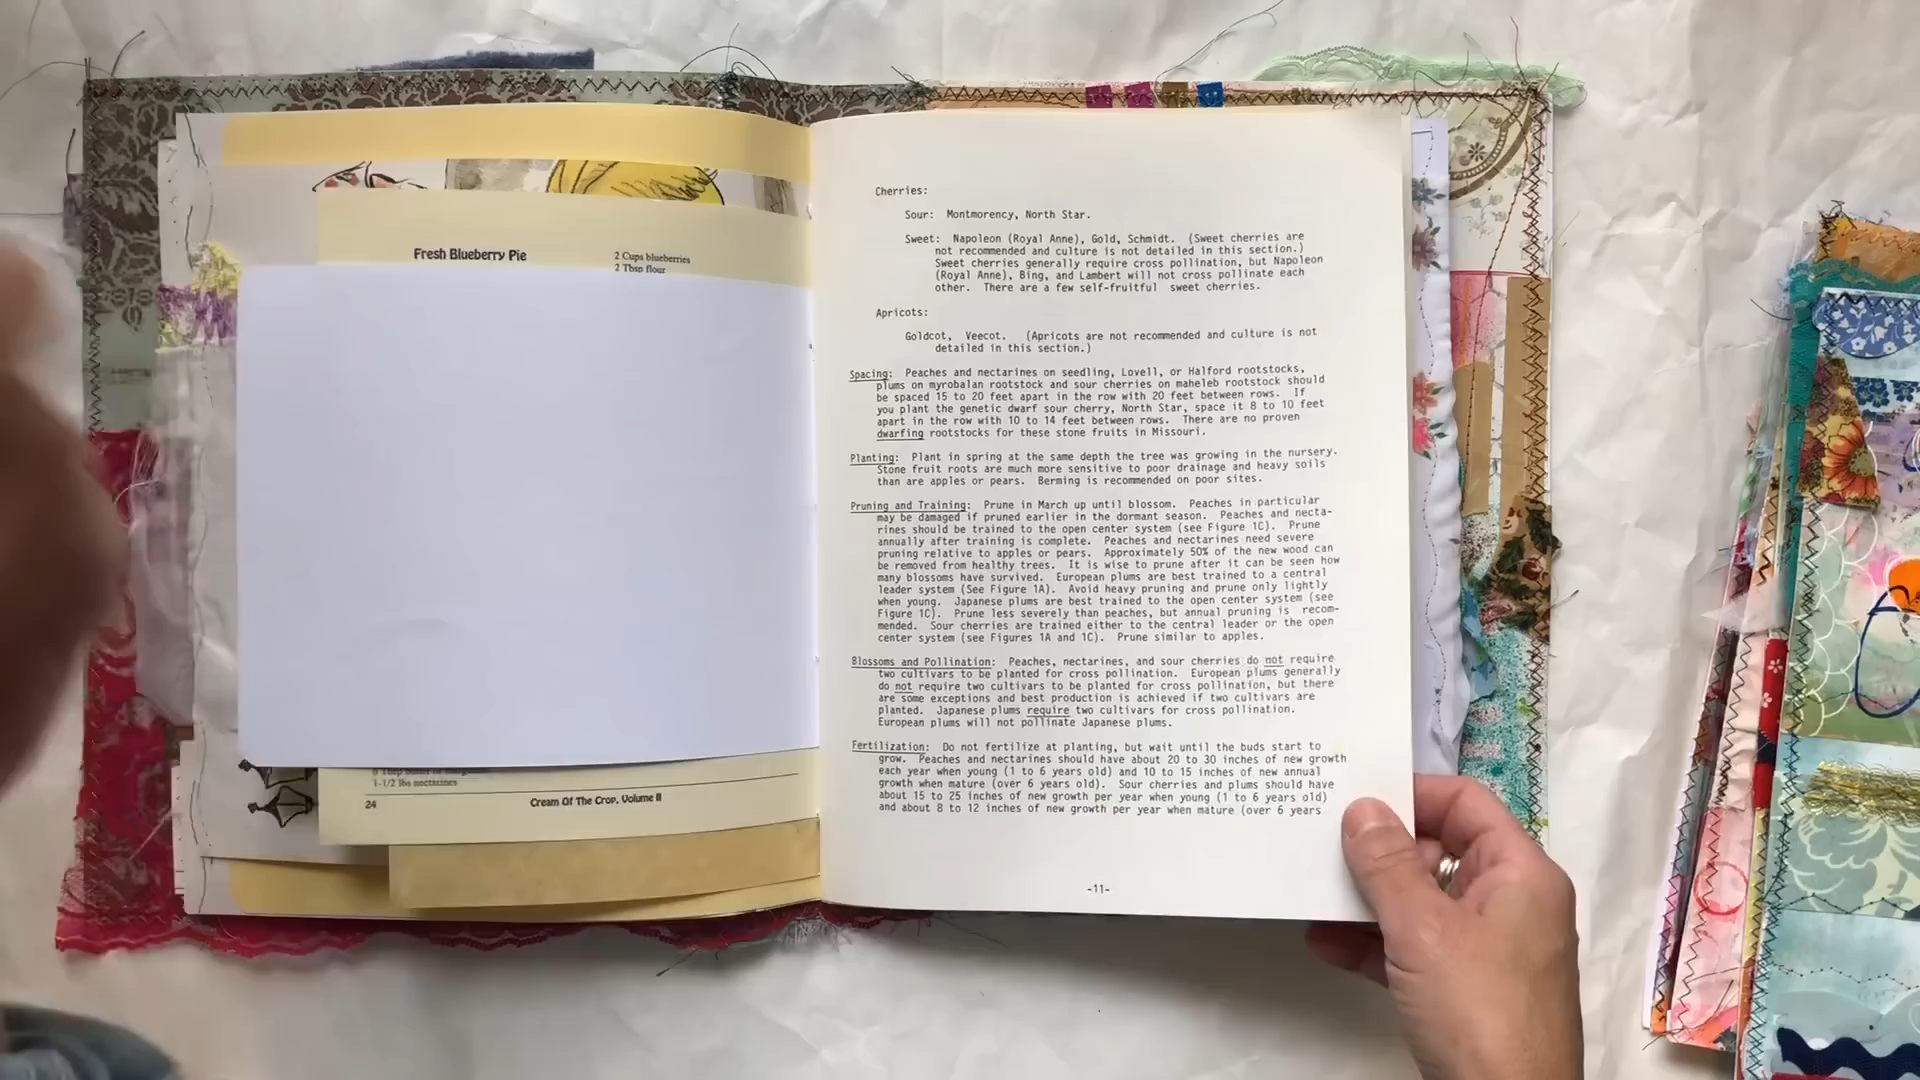 Fresh Blueberry Pie
2 Cups blueberries
2 Tbsp flour
1-1/2 lbs nectarines
24
Cream Of The Crop, Volume II
Cherries:
Sour: Montmorency, North Star.
Sweet: Napoleon (Royal Anne), Gold, Schmidt. (Sweet cherries are
not recommended and culture is not detailed in this section.)
Sweet cherries generally require cross pollination, but Napoleon
(Royal Anne), Bing, and Lambert will not cross pollinate each
other. There are a few self-fruitful sweet cherries.
Apricots:
Goldcot, Veecot. (Apricots are not recommended and culture is not
detailed in this section.)
Spacing: Peaches and nectarines on seedling, Lovell, or Halford rootstocks,
plums on myrobalan rootstock and sour cherries on maheleb rootstock should
be spaced 15 to 20 feet apart in the row with 20 feet between rows. If
you plant the genetic dwarf sour cherry, North Star, space it 8 to 10 feet
apart in the row with 10 to 14 feet between rows. There are no proven
dwarfing rootstocks for these stone fruits in Missouri.
Planting: Plant in spring at the same depth the tree was growing in the nursery.
Stone fruit roots are much more sensitive to poor drainage and heavy soils
than are apples or pears. Berming is recommended on poor sites.
Pruning and Training: Prune in March up until blossom. Peaches in particular
may be damaged if pruned earlier in the dormant season. Peaches and necta-
rines should be trained to the open center system (see Figure 1C). Prune
annually after training is complete. Peaches and nectarines need severe
pruning relative to apples or pears. Approximately 50% of the new wood can
be removed from healthy trees. It is wise to prune after it can be seen how
many blossoms have survived. European plums are best trained to a central
leader system (See Figure 1A). Avoid heavy pruning and prune only lightly
when young. Japanese plums are best trained to the open center system (see
Figure 1C). Prune less severely than peaches, but annual pruning is recom-
mended. Sour cherries are trained either to the central leader or the open
center system (see Figures 1A and 1C). Prune similar to apples.
Blossoms and Pollination: Peaches, nectarines, and sour cherries do not require
two cultivars to be planted for cross pollination. European plums generally
do not require two cultivars to be planted for cross pollination, but there
are some exceptions and best production is achieved if two cultivars are
planted. Japanese plums require two cultivars for cross pollination.
European plums will not pollinate Japanese plums.
Fertilization: Do not fertilize at planting, but wait until the buds start to
grow. Peaches and nectarines should have about 20 to 30 inches of new growth
each year when young (1 to 6 years old) and 10 to 15 inches of new annual
growth when mature (over 6 years old). Sour cherries and plums should have
about 15 to 25 inches of new growth per year when young (1 to 6 years old)
and about 8 to 12 inches of new growth per year when mature (over 6 years
-11-